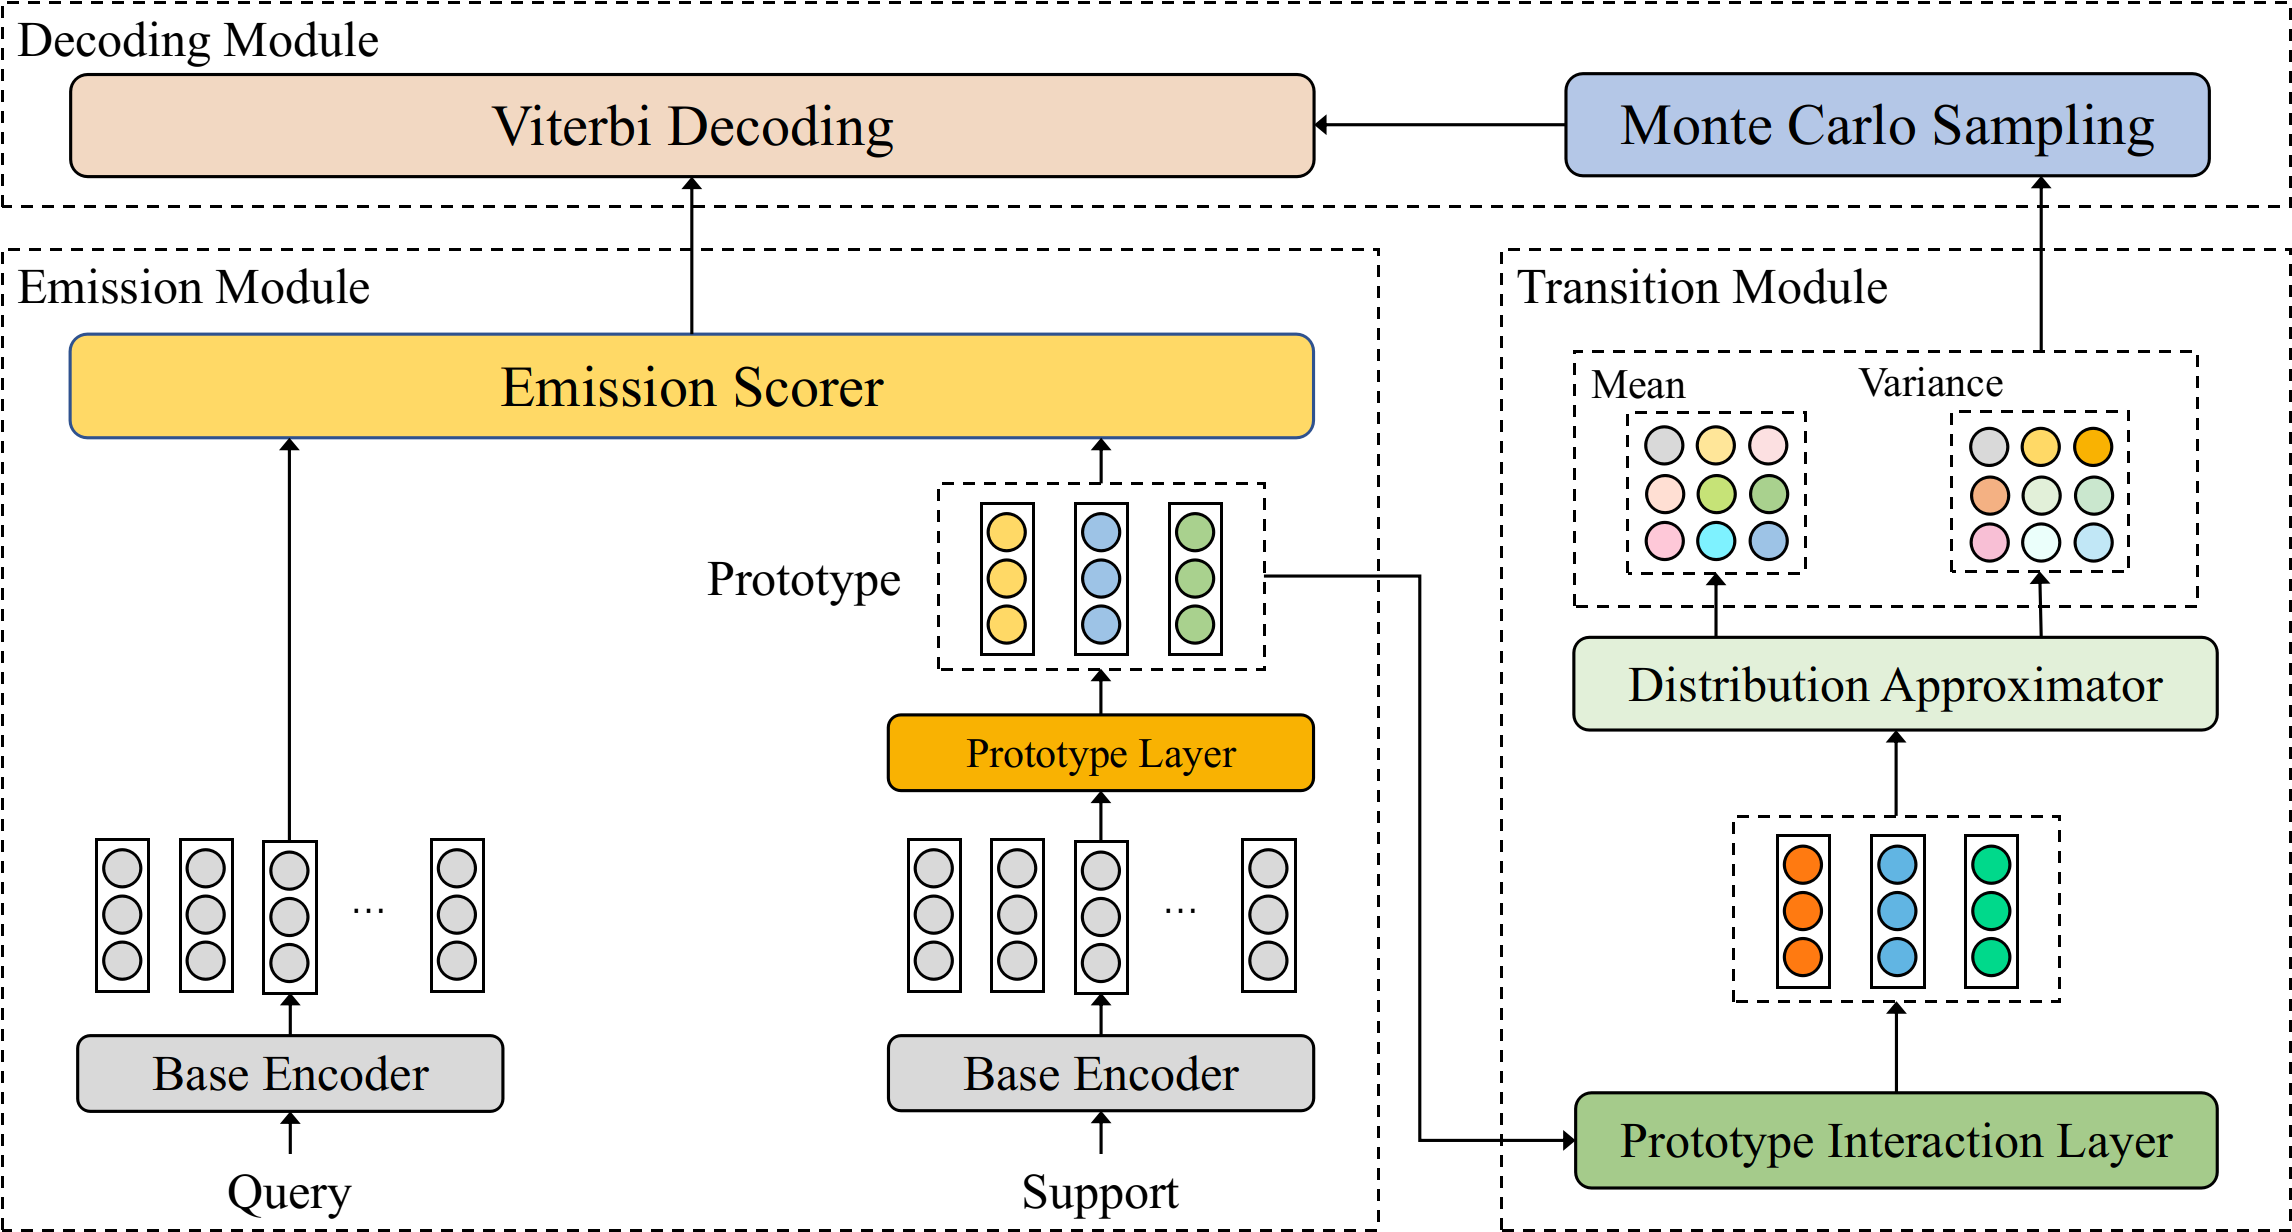 Decoding Module
Viterbi Decoding
Monte Carlo Sampling
Emission Module
Emission Scorer
Prototype
Prototype Layer
...
...
Base Encoder
Base Encoder
Query
Support
Transition Module
Mean
Variance
Distribution Approximator
Prototype Interaction Layer